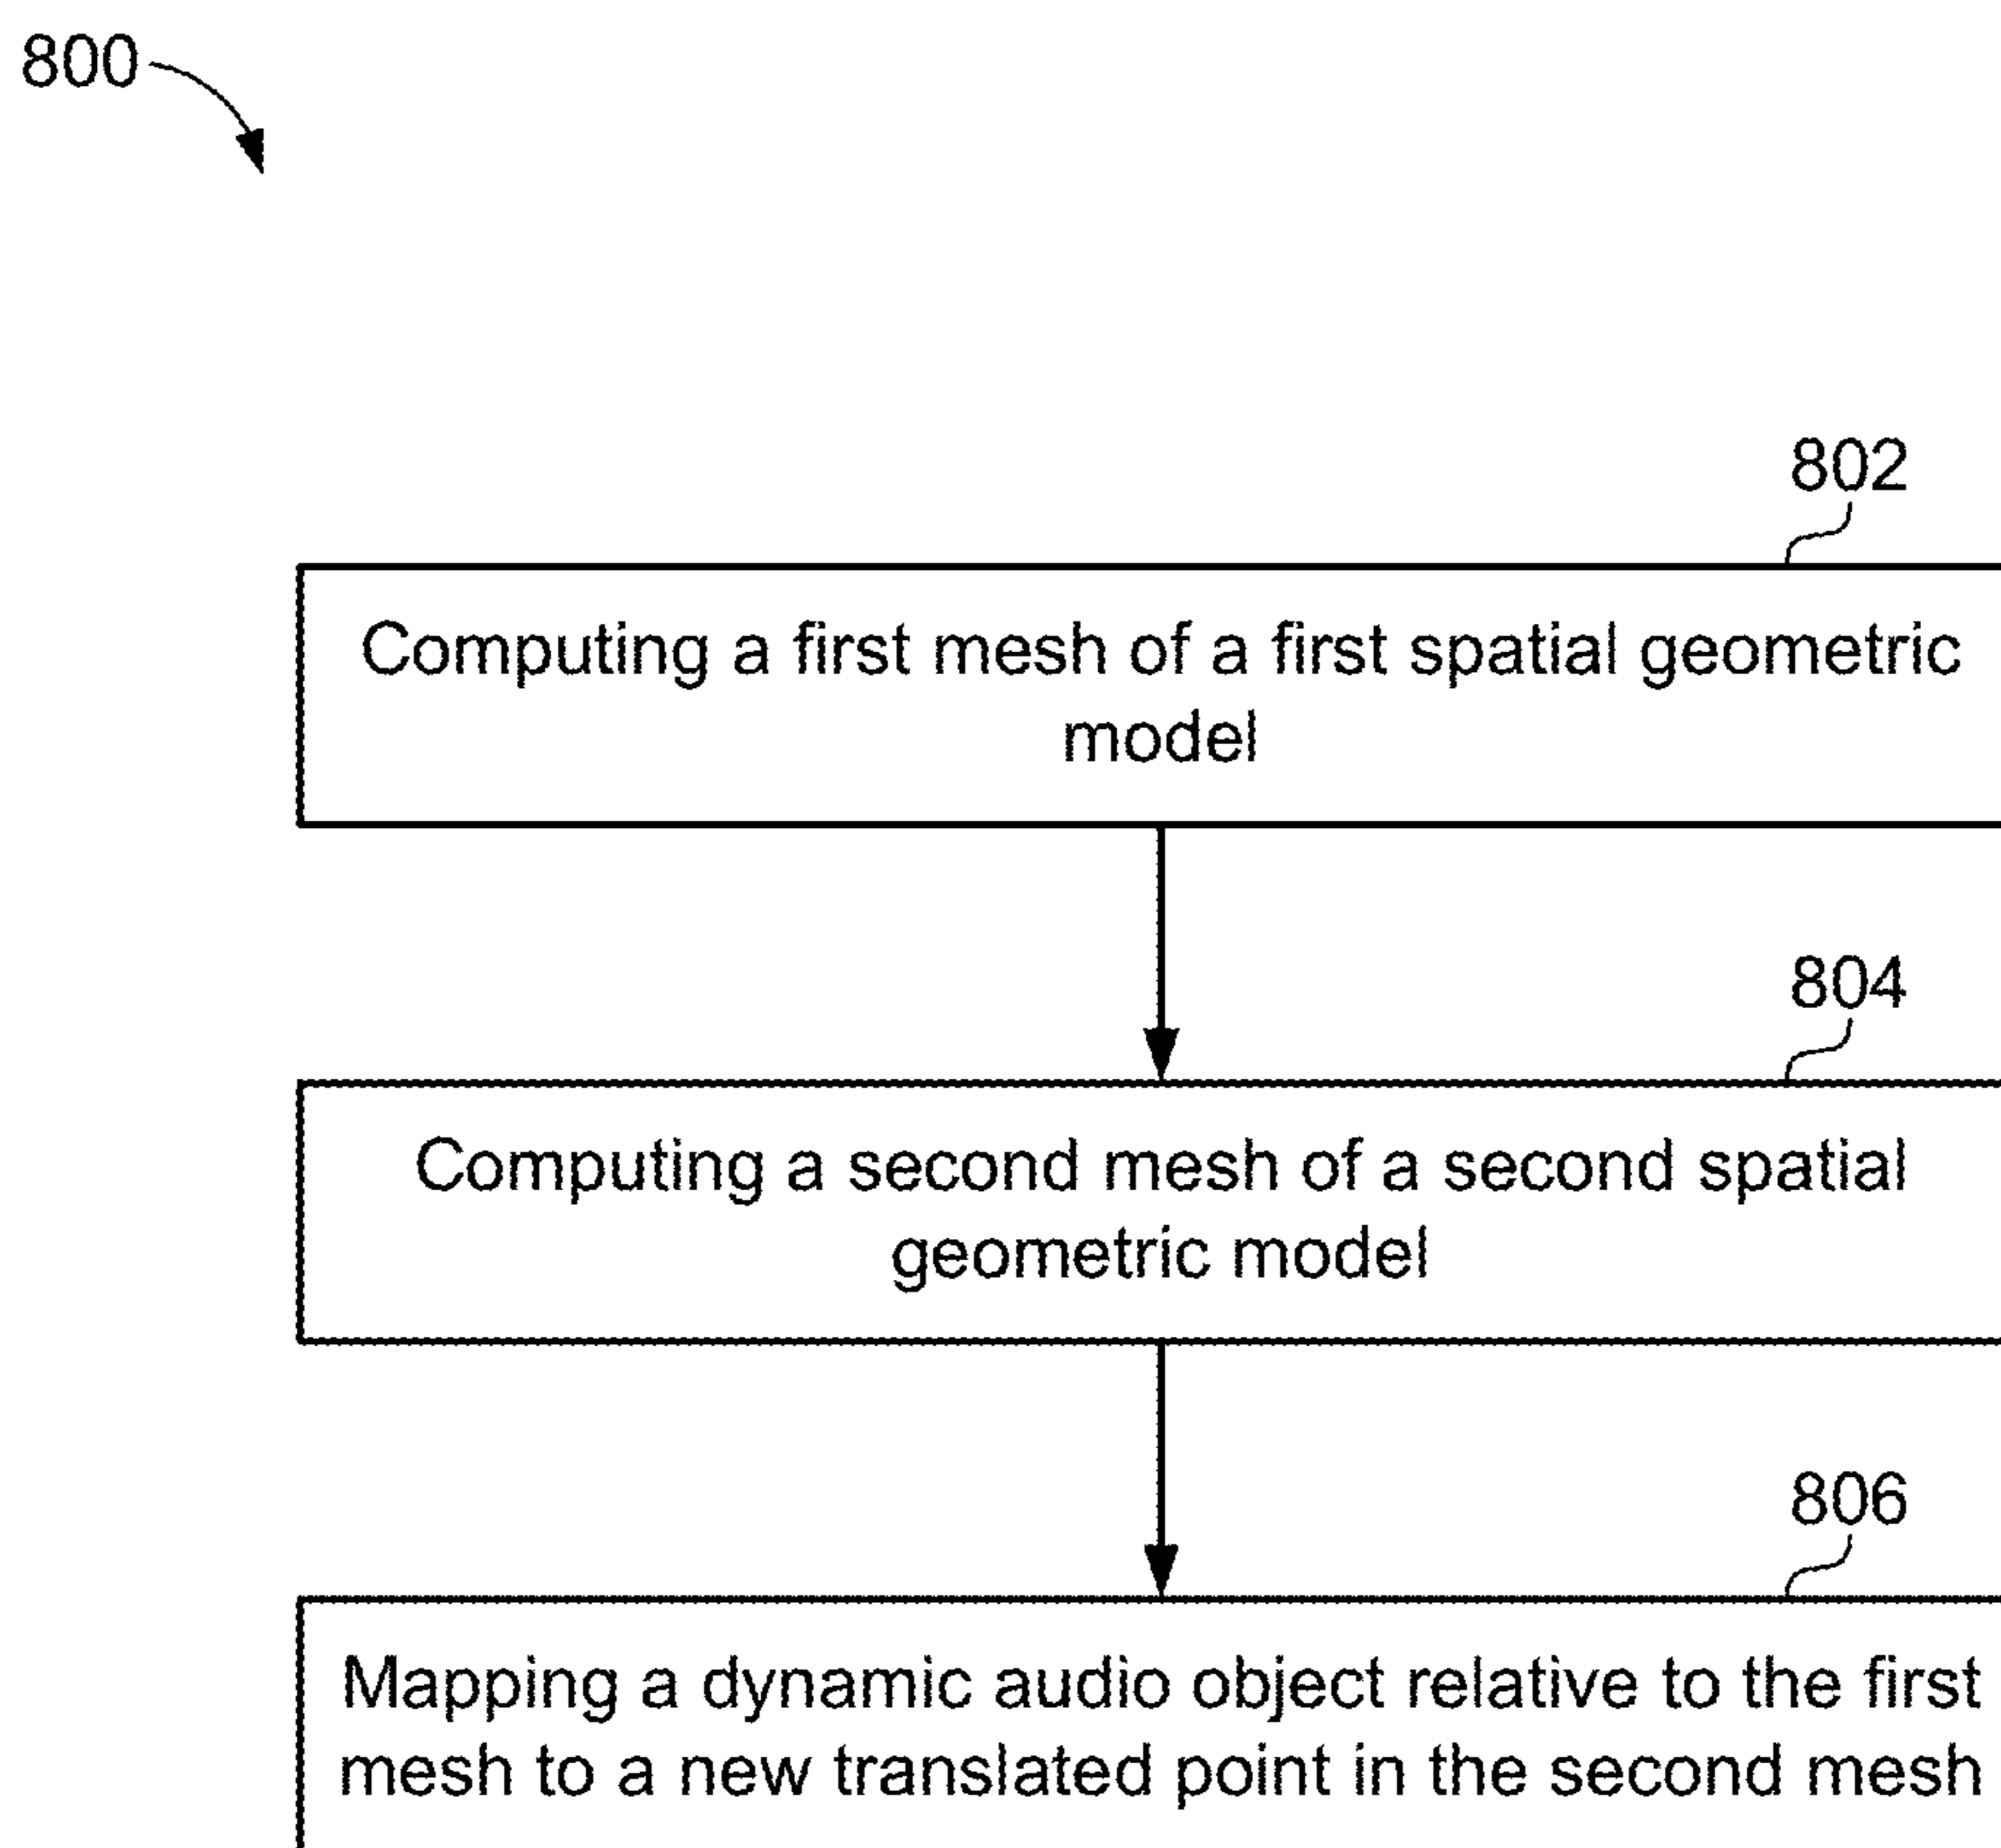 800
802
Computing a first mesh of a first spatial geometric
model
804
Computing a second mesh of a second spatial
geometric model
806
Mapping a dynamic audio object relative to the first
mesh to a new translated point in the second mesh